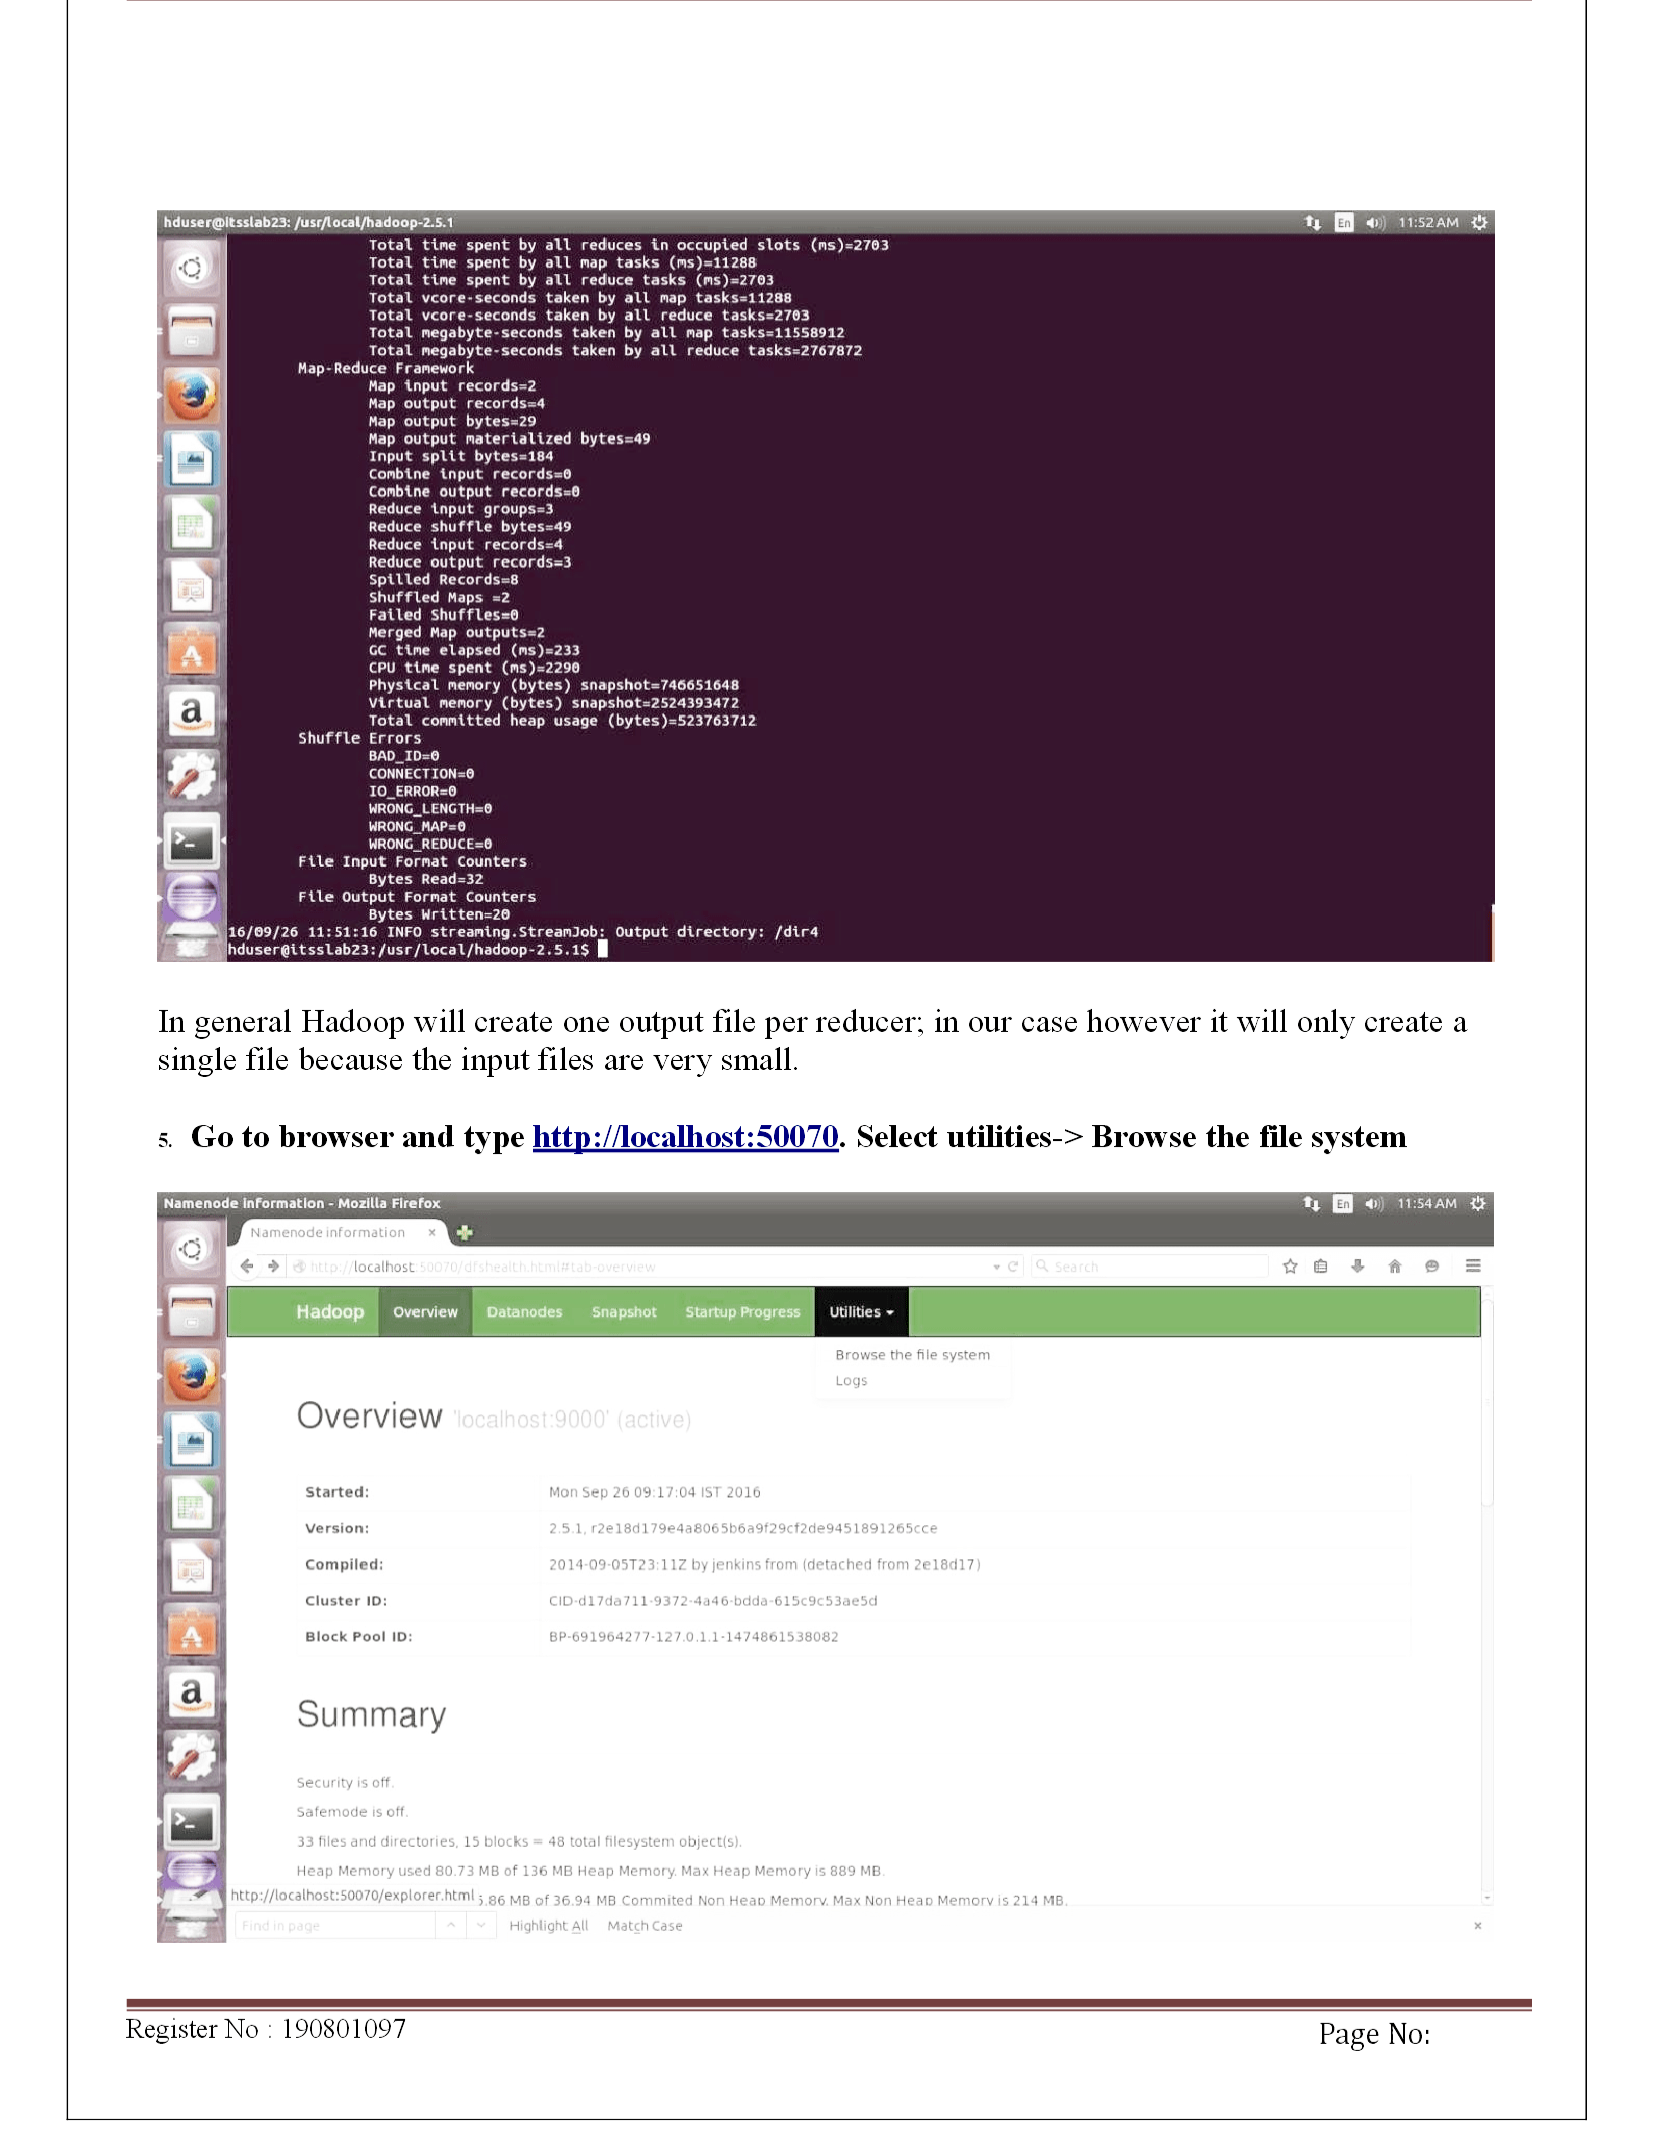 hduser@itsslab23: /usr/local/hadoop-2.5.1 En 11:52 AM
Total time spent by all reduces in occupied slots (ms)=2703
Total time spent by all map tasks (ms)=11288
Total time spent by all reduce tasks (ms)=2703
Total vcore-seconds taken by all map tasks=11288
Total vcore-seconds taken by all reduce tasks=2703
Total megabyte-seconds taken by all map tasks=11558912
Total megabyte-seconds taken by all reduce tasks=2767872
Map-Reduce Framework
Map input records=2
Map output records=4
Map output bytes=29
Map output materialized bytes=49
Input split bytes=184
Combine input records=0
Combine output records=0
Reduce input groups=3
Reduce shuffle bytes=49
Reduce input records=4
Reduce output records=3
Spilled Records=8
Shuffled Maps =2
Failed Shuffles=0
Merged Map outputs=2
GC time elapsed (ms)=233
CPU time spent (ms)=2290
Physical memory (bytes) snapshot=746651648
Virtual memory (bytes) snapshot=2524393472
Total committed heap usage (bytes)=523763712
Shuffle Errors
BAD_ID=0
CONNECTION=0
IO_ERROR=0
WRONG_LENGTH=0
WRONG_MAP=0
WRONG_REDUCE=0
File Input Format Counters
Bytes Read=32
File Output Format Counters
Bytes Written=20
16/09/26 11:51:16 INFO streaming.StreamJob: Output directory: /dir4
hduser@itsslab23:/usr/local/hadoop-2.5.1$
In general Hadoop will create one output file per reducer; in our case however it will only create a
single file because the input files are very small.
5. Go to browser and type http://localhost:50070. Select utilities-> Browse the file system
Namenode information - Mozilla Firefox En 11:54 AM
Namenode information
http://localhost:50070/dfshealth.html#tab-overview Search
Hadoop Overview Datanodes Snapshot Startup Progress Utilities
Browse the file system
Logs
Overview 'localhost:9000' (active)
Started: Mon Sep 26 09:17:04 IST 2016
Version: 2.5.1, r2e18d179e4a8065b6a9f29cf2de9451891265cce
Compiled: 2014-09-05T23:11Z by jenkins from (detached from 2e18d17)
Cluster ID: CID-d17da711-9372-4a46-bdda-615c9c53ae5d
Block Pool ID: BP-691964277-127.0.1.1-1474861538082
Summary
Security is off.
Safemode is off.
33 files and directories, 15 blocks = 48 total filesystem object(s).
Heap Memory used 80.73 MB of 136 MB Heap Memory. Max Heap Memory is 889 MB.
http://localhost:50070/explorer.html 5.86 MB of 36.94 MB Commited Non Heap Memory. Max Non Heap Memory is 214 MB.
Find in page Highlight All Match Case
Register No : 190801097
Page No: